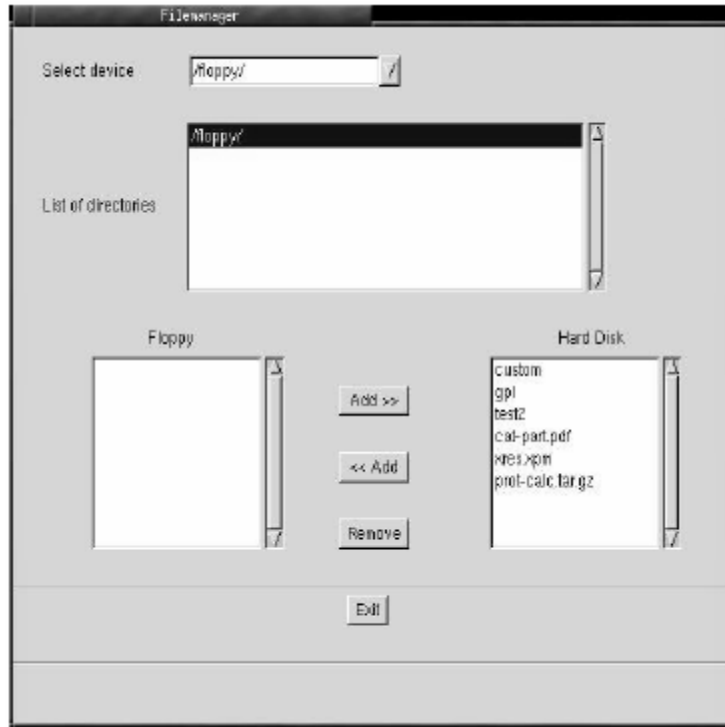 Filemanager
Select device
/floppy/
/floppy/
List of directories
Floppy
Hard Disk
custom
gpl
test2
cat-part.pdf
xres.xpm
prot-calc.tar.gz
Add >>
<< Add
Remove
Exit